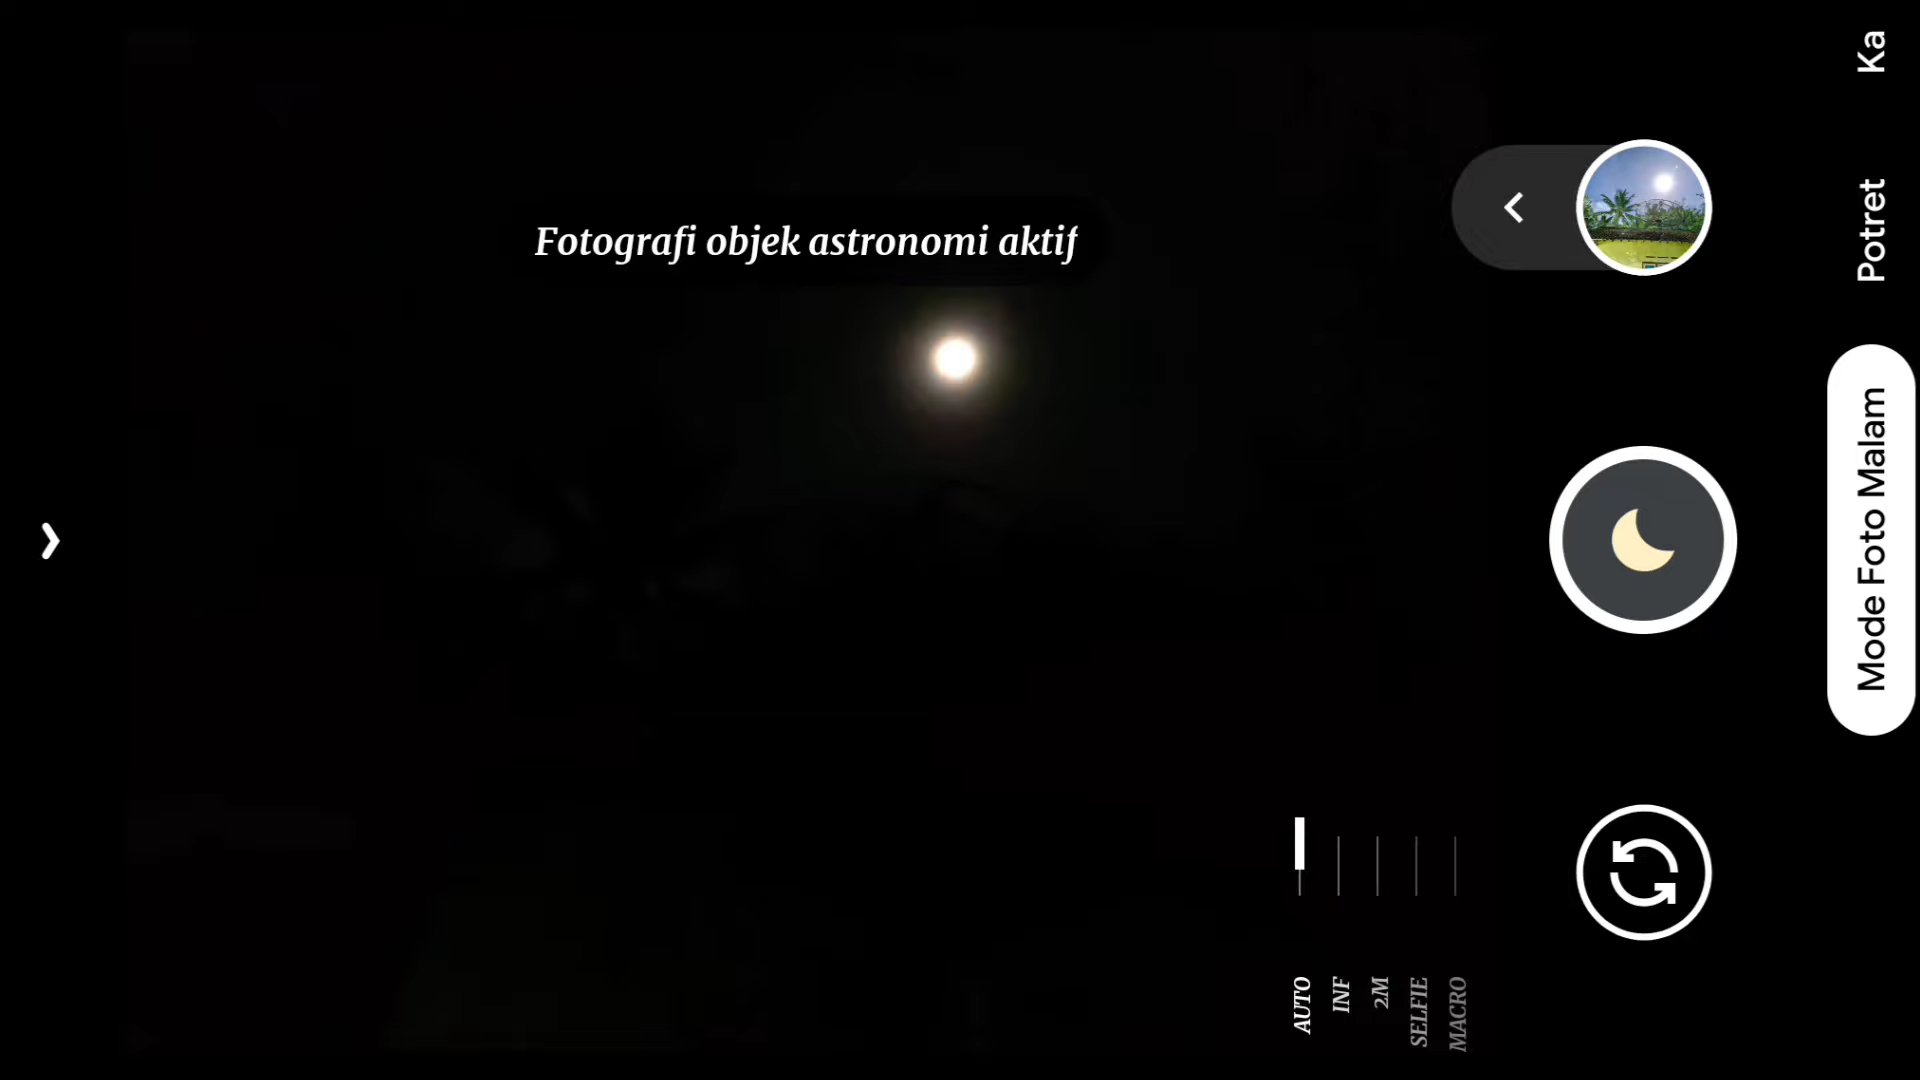 Fotografi objek astronomi aktif
Ka
Potret
Mode Foto Malam
AUTO
INF
2M
SELFIE
MACRO